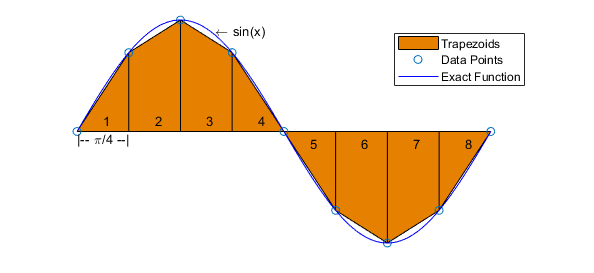 ← sin(x)
Trapezoids
Data Points
Exact Function
1 2 3 4
|-- π/4 --|
5 6 7 8